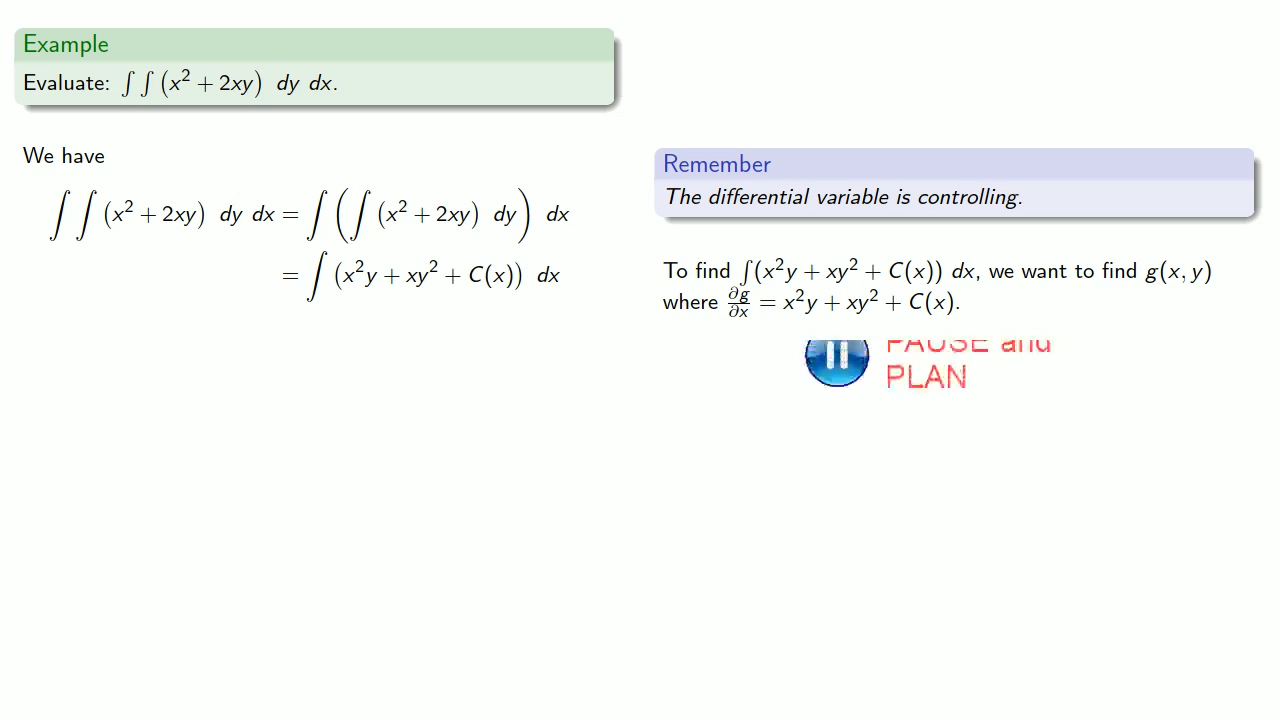 Example
Evaluate: ∫ ∫ (x² + 2xy) dy dx.
We have
∫ ∫ (x² + 2xy) dy dx = ∫ (∫ (x² + 2xy) dy) dx
= ∫ (x²y + xy² + C(x)) dx
Remember
The differential variable is controlling.
To find ∫(x²y + xy² + C(x)) dx, we want to find g(x, y)
where ∂g/∂x = x²y + xy² + C(x).
PAUSE and
PLAN